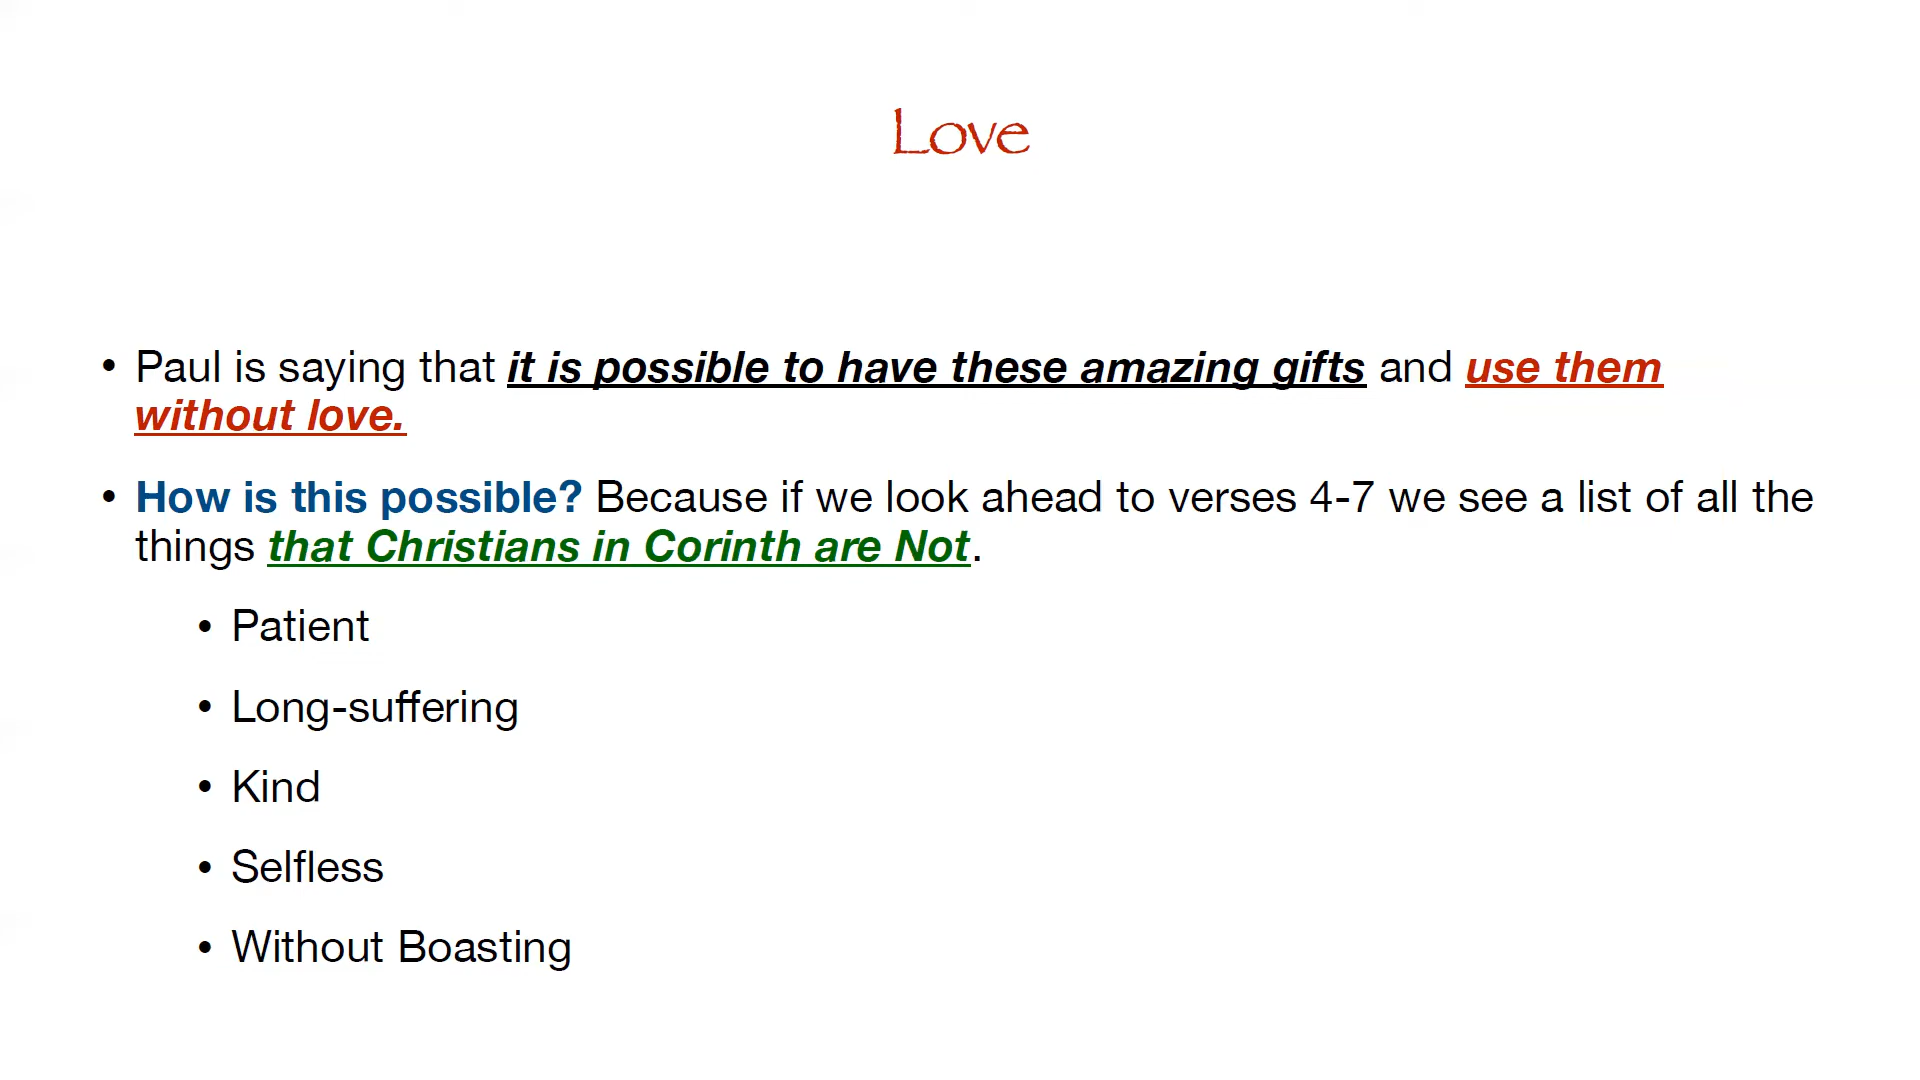 Love
• Paul is saying that it is possible to have these amazing gifts and use them
without love.
• How is this possible? Because if we look ahead to verses 4-7 we see a list of all the
things that Christians in Corinth are Not.
• Patient
• Long-suffering
• Kind
• Selfless
• Without Boasting